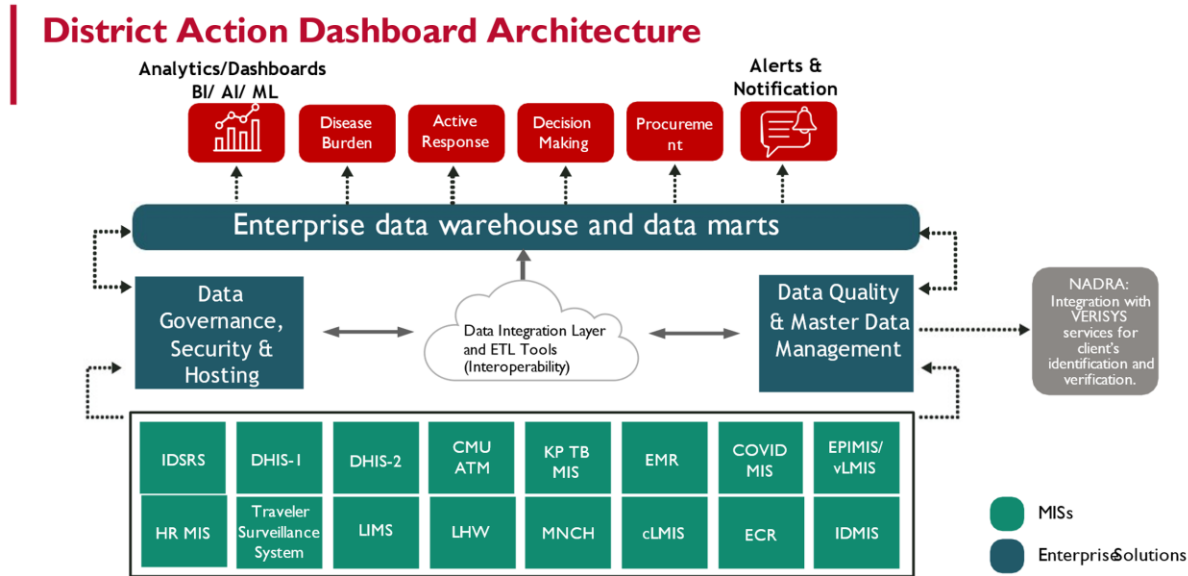 District Action Dashboard Architecture
Analytics/Dashboards
BI/ AI/ ML
Alerts &
Notification
Disease
Burden
Active
Response
Decision
Making
Procureme
nt
Enterprise data warehouse and data marts
Data
Governance,
Security &
Hosting
Data Integration Layer
and ETL Tools
(Interoperability)
Data Quality
& Master Data
Management
NADRA:
Integration with
VERISYS
services for
client's
identification and
verification.
IDSRS
DHIS-1
DHIS-2
CMU
ATM
KP TB
MIS
EMR
COVID
MIS
EPIMIS/
vLMIS
HR MIS
Traveler
Surveillance
System
LIMS
LHW
MNCH
cLMIS
ECR
IDMIS
MISs
EnterpriseSolutions